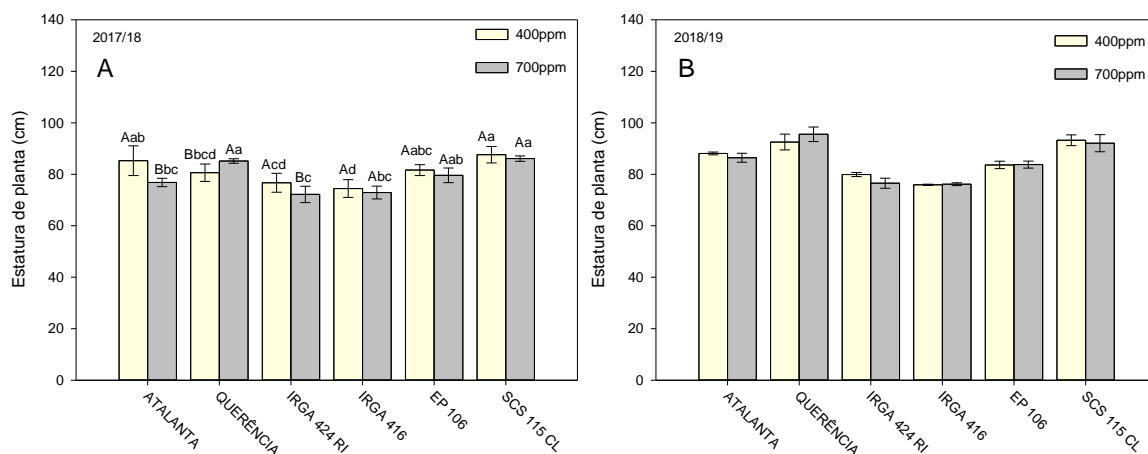 2017/18
A
400ppm
700ppm
Estatura de planta (cm)
140
120
100
80
60
40
20
0
Aab
Bbc
Bbcd
Aa
Acd
Bc
Ad
Abc
Aabc
Aab
Aa
Aa
ATALANTA
QUERÊNCIA
IRGA 424 RI
IRGA 416
EP 106
SCS 115 CL
2018/19
B
400ppm
700ppm
Estatura de planta (cm)
140
120
100
80
60
40
20
0
ATALANTA
QUERÊNCIA
IRGA 424 RI
IRGA 416
EP 106
SCS 115 CL